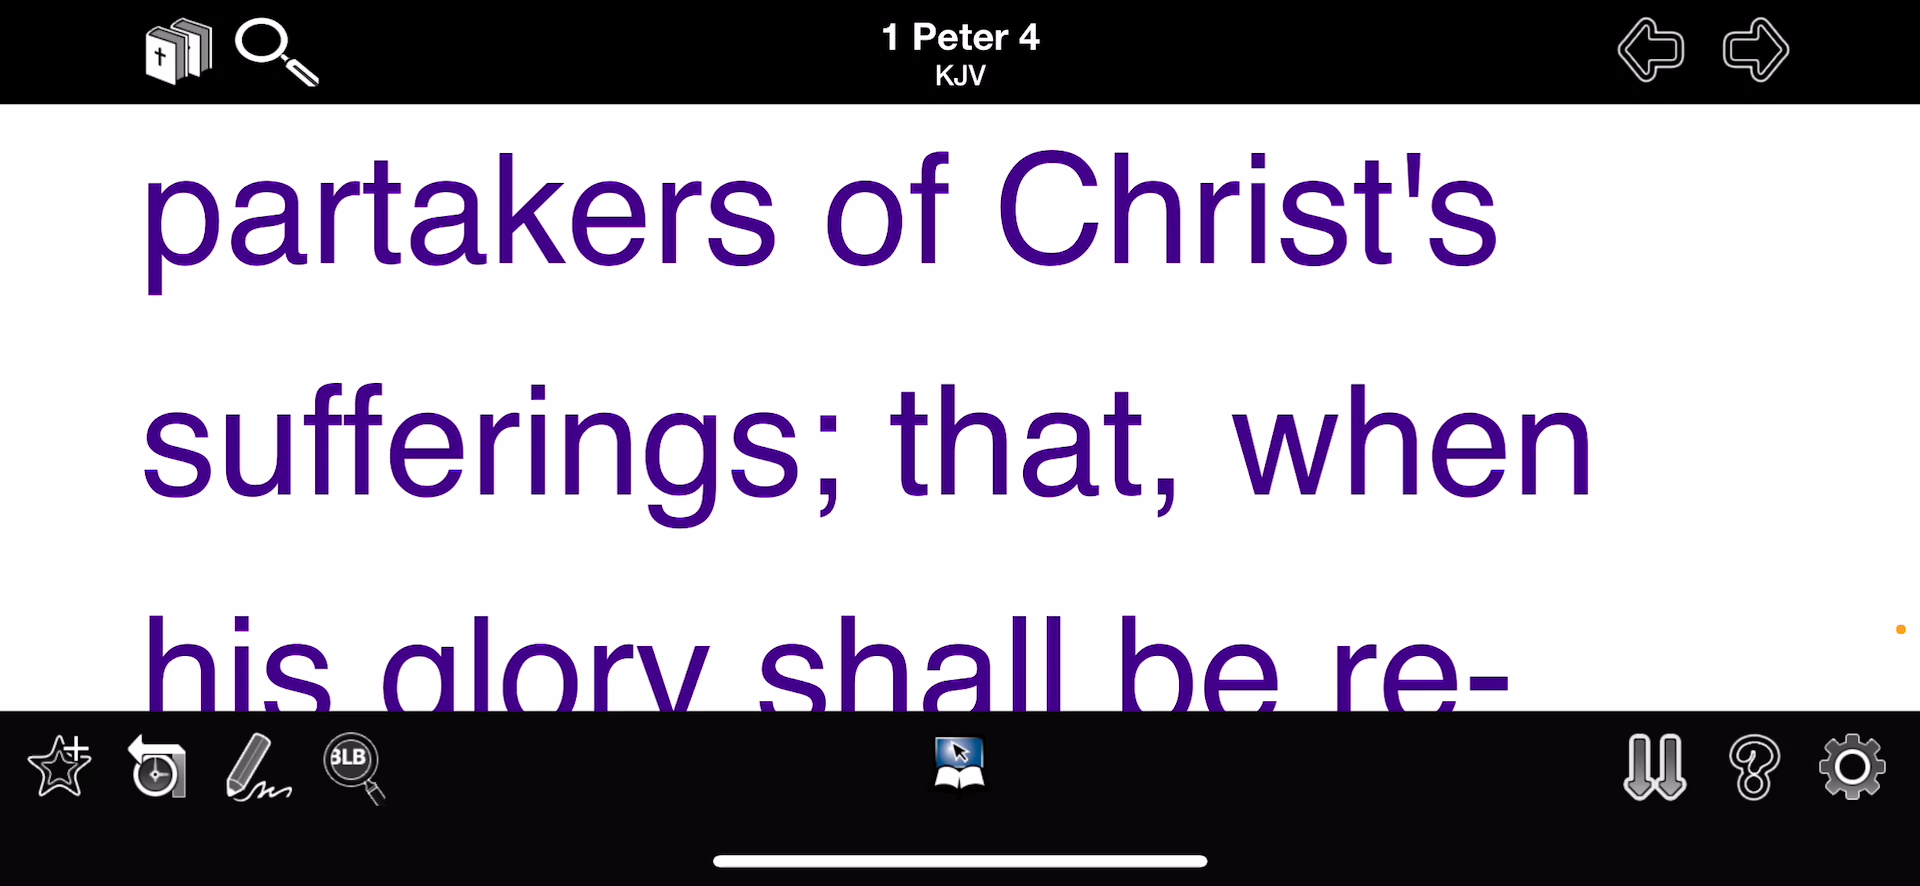 1 Peter 4
KJV
partakers of Christ's
sufferings; that, when
his glory shall be re-
BLB